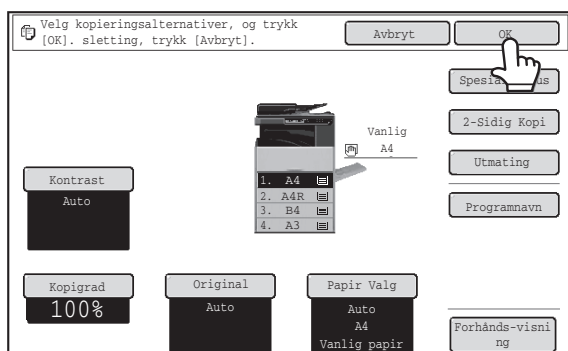 Velg kopieringsalternativer, og trykk
[OK]. sletting, trykk [Avbryt].
Avbryt
OK
2-Sidig Kopi
Utmating
Programnavn
Vanlig
A4
1. A4
2. A4R
3. B4
4. A3
Kontrast
Auto
Kopigrad
100%
Original
Auto
Papir Valg
Auto
A4
Vanlig papir
Forhånds-visni
ng